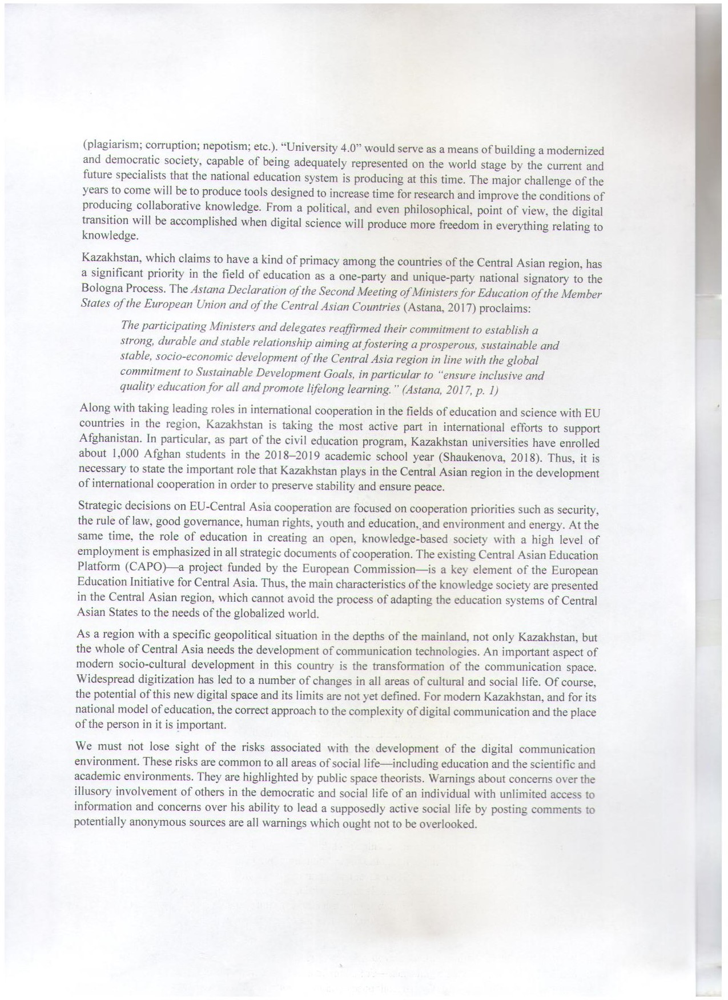 (plagiarism; corruption; nepotism; etc.). “University 4.0” would serve as a means of building a modernized
and democratic society, capable of being adequately represented on the world stage by the current and
future specialists that the national education system is producing at this time. The major challenge of the
years to come will be to produce tools designed to increase time for research and improve the conditions of
producing collaborative knowledge. From a political, and even philosophical, point of view, the digital
transition will be accomplished when digital science will produce more freedom in everything relating to
knowledge.
Kazakhstan, which claims to have a kind of primacy among the countries of the Central Asian region, has
a significant priority in the field of education as a one-party and unique-party national signatory to the
Bologna Process. The Astana Declaration of the Second Meeting of Ministers for Education of the Member
States of the European Union and of the Central Asian Countries (Astana, 2017) proclaims:
The participating Ministers and delegates reaffirmed their commitment to establish a
strong, durable and stable relationship aiming at fostering a prosperous, sustainable and
stable, socio-economic development of the Central Asia region in line with the global
commitment to Sustainable Development Goals, in particular to “ensure inclusive and
quality education for all and promote lifelong learning.” (Astana, 2017, p. 1)
Along with taking leading roles in international cooperation in the fields of education and science with EU
countries in the region, Kazakhstan is taking the most active part in international efforts to support
Afghanistan. In particular, as part of the civil education program, Kazakhstan universities have enrolled
about 1,000 Afghan students in the 2018–2019 academic school year (Shaukenova, 2018). Thus, it is
necessary to state the important role that Kazakhstan plays in the Central Asian region in the development
of international cooperation in order to preserve stability and ensure peace.
Strategic decisions on EU-Central Asia cooperation are focused on cooperation priorities such as security,
the rule of law, good governance, human rights, youth and education, and environment and energy. At the
same time, the role of education in creating an open, knowledge-based society with a high level of
employment is emphasized in all strategic documents of cooperation. The existing Central Asian Education
Platform (CAPO)—a project funded by the European Commission—is a key element of the European
Education Initiative for Central Asia. Thus, the main characteristics of the knowledge society are presented
in the Central Asian region, which cannot avoid the process of adapting the education systems of Central
Asian States to the needs of the globalized world.
As a region with a specific geopolitical situation in the depths of the mainland, not only Kazakhstan, but
the whole of Central Asia needs the development of communication technologies. An important aspect of
modern socio-cultural development in this country is the transformation of the communication space.
Widespread digitization has led to a number of changes in all areas of cultural and social life. Of course,
the potential of this new digital space and its limits are not yet defined. For modern Kazakhstan, and for its
national model of education, the correct approach to the complexity of digital communication and the place
of the person in it is important.
We must not lose sight of the risks associated with the development of the digital communication
environment. These risks are common to all areas of social life—including education and the scientific and
academic environments. They are highlighted by public space theorists. Warnings about concerns over the
illusory involvement of others in the democratic and social life of an individual with unlimited access to
information and concerns over his ability to lead a supposedly active social life by posting comments to
potentially anonymous sources are all warnings which ought not to be overlooked.